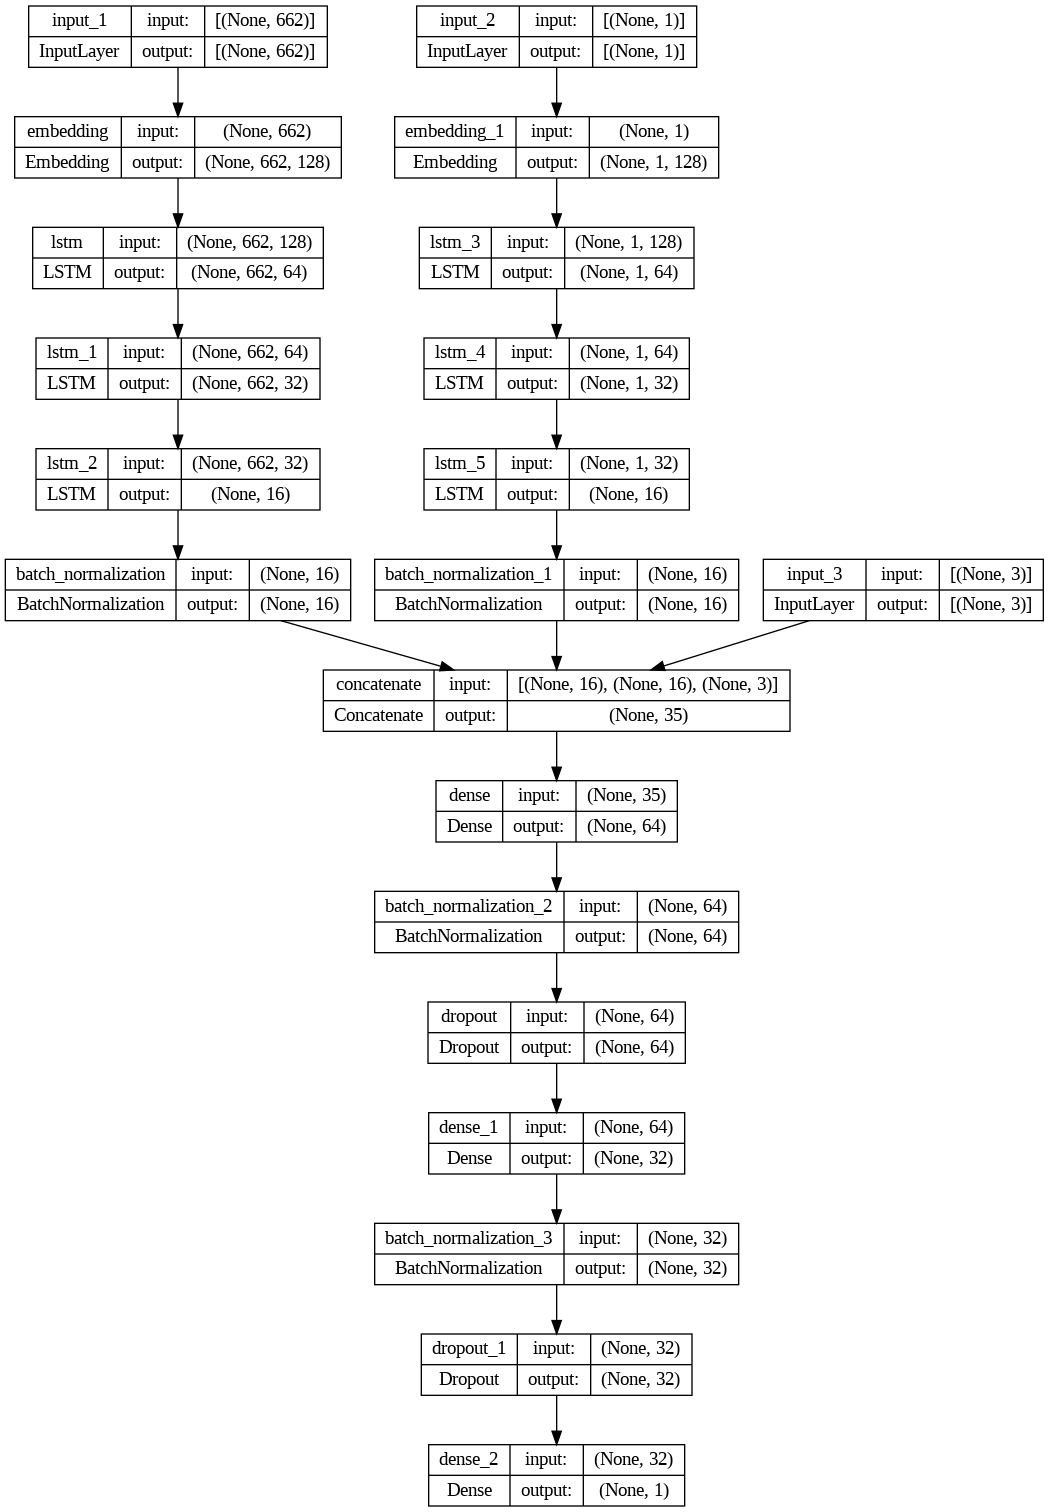 input_1 input: [(None, 662)]
InputLayer output: [(None, 662)]
input_2 input: [(None, 1)]
InputLayer output: [(None, 1)]
embedding input: (None, 662)
Embedding output: (None, 662, 128)
embedding_1 input: (None, 1)
Embedding output: (None, 1, 128)
lstm input: (None, 662, 128)
LSTM output: (None, 662, 64)
lstm_3 input: (None, 1, 128)
LSTM output: (None, 1, 64)
lstm_1 input: (None, 662, 64)
LSTM output: (None, 662, 32)
lstm_4 input: (None, 1, 64)
LSTM output: (None, 1, 32)
lstm_2 input: (None, 662, 32)
LSTM output: (None, 16)
lstm_5 input: (None, 1, 32)
LSTM output: (None, 16)
batch_normalization input: (None, 16)
BatchNormalization output: (None, 16)
batch_normalization_1 input: (None, 16)
BatchNormalization output: (None, 16)
input_3 input: [(None, 3)]
InputLayer output: [(None, 3)]
concatenate input: [(None, 16), (None, 16), (None, 3)]
Concatenate output: (None, 35)
dense input: (None, 35)
Dense output: (None, 64)
batch_normalization_2 input: (None, 64)
BatchNormalization output: (None, 64)
dropout input: (None, 64)
Dropout output: (None, 64)
dense_1 input: (None, 64)
Dense output: (None, 32)
batch_normalization_3 input: (None, 32)
BatchNormalization output: (None, 32)
dropout_1 input: (None, 32)
Dropout output: (None, 32)
dense_2 input: (None, 32)
Dense output: (None, 1)